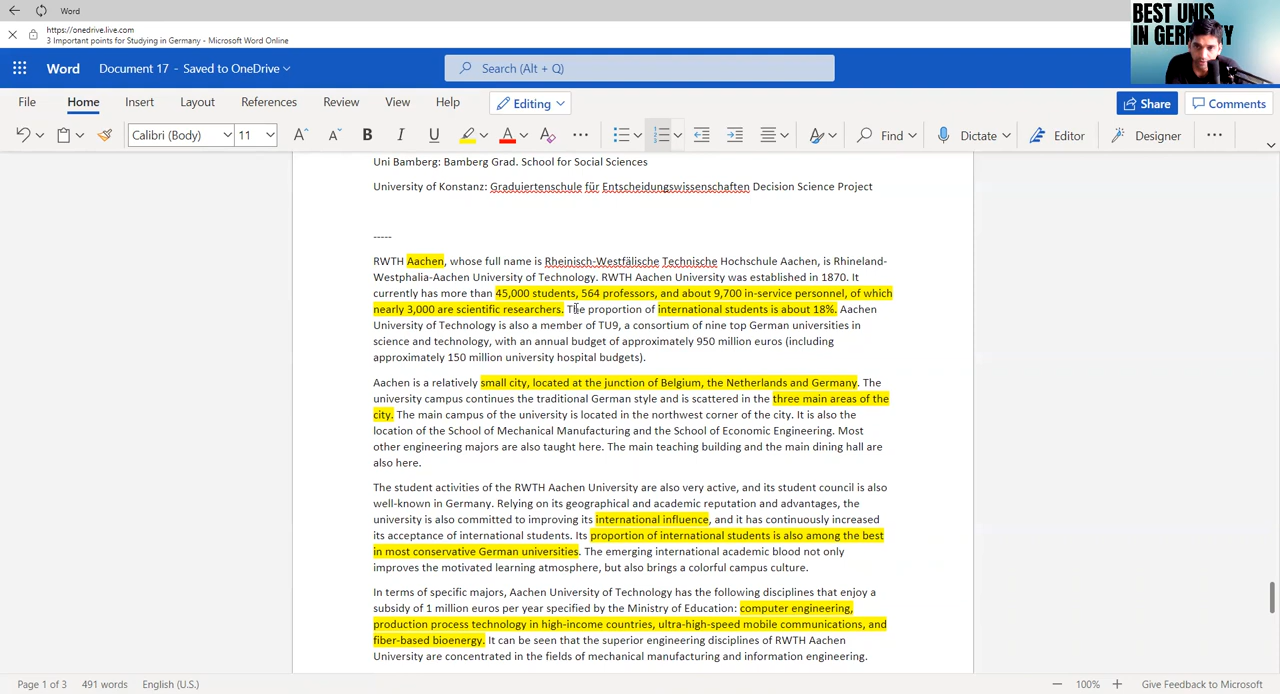 Word
https://onedrive.live.com
3 Important points for Studying in Germany - Microsoft Word Online
BEST UNIS
IN GERMANY
Word Document 17 - Saved to OneDrive Search (Alt + Q)
File Home Insert Layout References Review View Help Editing Share Comments
Calibri (Body) 11 A A B I U A A Find Dictate Editor Designer
Uni Bamberg: Bamberg Grad. School for Social Sciences
University of Konstanz: Graduiertenschule für Entscheidungswissenschaften Decision Science Project
-----
RWTH Aachen, whose full name is Rheinisch-Westfälische Technische Hochschule Aachen, is Rhineland-
Westphalia-Aachen University of Technology. RWTH Aachen University was established in 1870. It
currently has more than 45,000 students, 564 professors, and about 9,700 in-service personnel, of which
nearly 3,000 are scientific researchers. The proportion of international students is about 18%. Aachen
University of Technology is also a member of TU9, a consortium of nine top German universities in
science and technology, with an annual budget of approximately 950 million euros (including
approximately 150 million university hospital budgets).
Aachen is a relatively small city, located at the junction of Belgium, the Netherlands and Germany. The
university campus continues the traditional German style and is scattered in the three main areas of the
city. The main campus of the university is located in the northwest corner of the city. It is also the
location of the School of Mechanical Manufacturing and the School of Economic Engineering. Most
other engineering majors are also taught here. The main teaching building and the main dining hall are
also here.
The student activities of the RWTH Aachen University are also very active, and its student council is also
well-known in Germany. Relying on its geographical and academic reputation and advantages, the
university is also committed to improving its international influence, and it has continuously increased
its acceptance of international students. Its proportion of international students is also among the best
in most conservative German universities. The emerging international academic blood not only
improves the motivated learning atmosphere, but also brings a colorful campus culture.
In terms of specific majors, Aachen University of Technology has the following disciplines that enjoy a
subsidy of 1 million euros per year specified by the Ministry of Education: computer engineering,
production process technology in high-income countries, ultra-high-speed mobile communications, and
fiber-based bioenergy. It can be seen that the superior engineering disciplines of RWTH Aachen
University are concentrated in the fields of mechanical manufacturing and information engineering.
Page 1 of 3 491 words English (U.S.) 100% Give Feedback to Microsoft